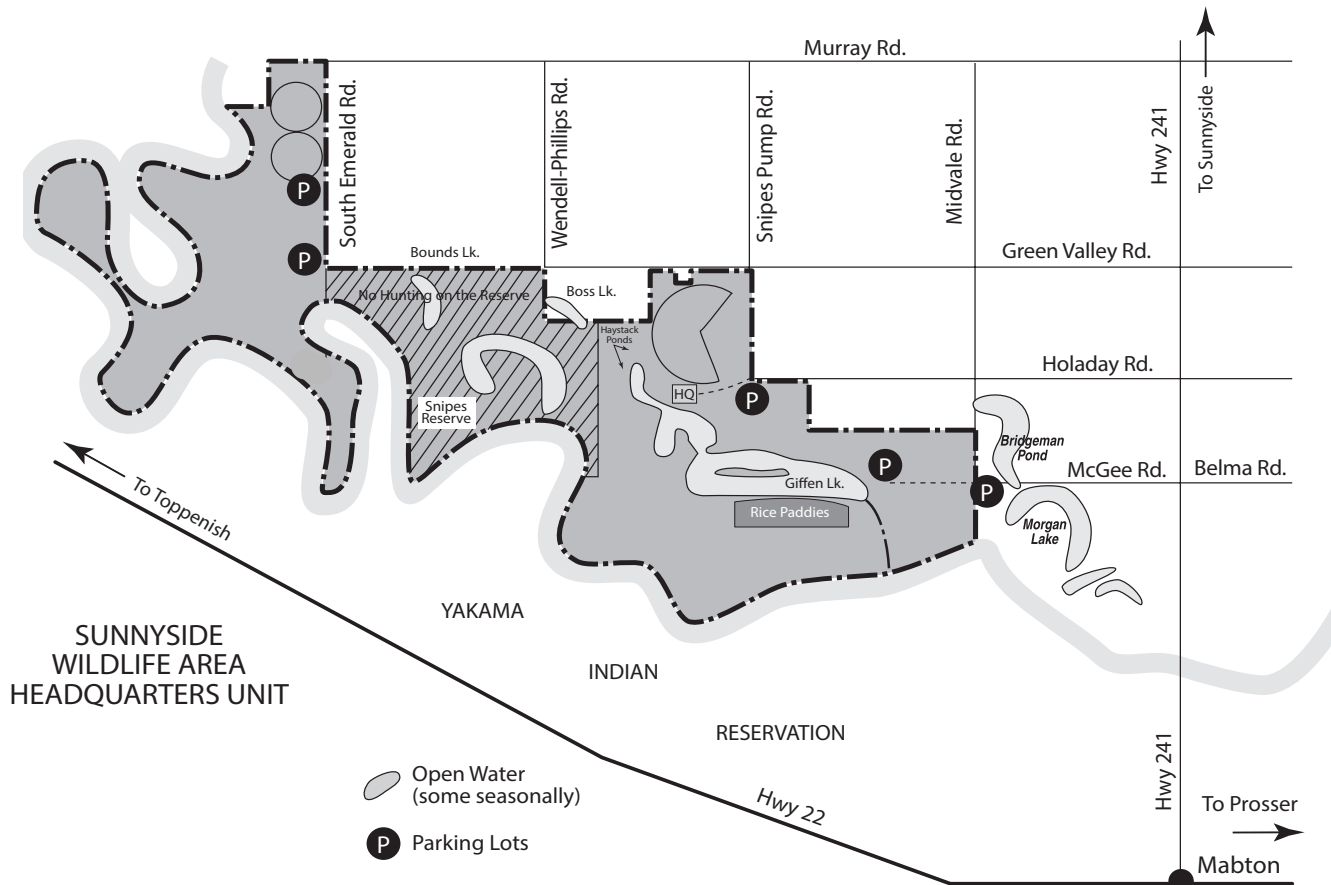 Murray Rd.
South Emerald Rd.
Wendell-Phillips Rd.
Snipes Pump Rd.
Midvale Rd.
Hwy 241
To Sunnyside
P
P
Bounds Lk.
Green Valley Rd.
No Hunting on the Reserve
Boss Lk.
Haystack
Ponds
Holaday Rd.
HQ
P
Snipes
Reserve
Bridgeman
Pond
McGee Rd.
Belma Rd.
P
Giffen Lk.
P
Rice Paddies
Morgan
Lake
To Toppenish
YAKAMA
INDIAN
RESERVATION
SUNNYSIDE
WILDLIFE AREA
HEADQUARTERS UNIT
Open Water
(some seasonally)
P
Parking Lots
Hwy 22
Hwy 241
To Prosser
Mabton